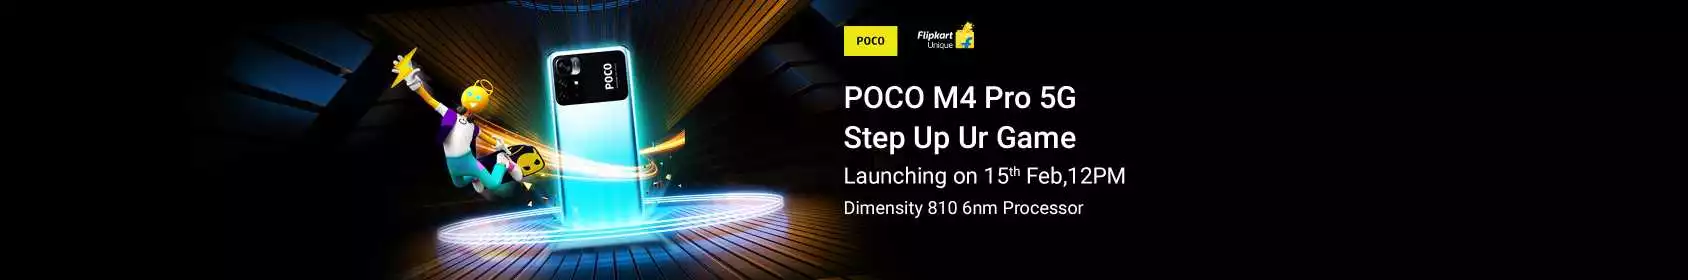 POCO
POCO
Flipkart
Unique
POCO M4 Pro 5G
Step Up Ur Game
Launching on 15th Feb,12PM
Dimensity 810 6nm Processor